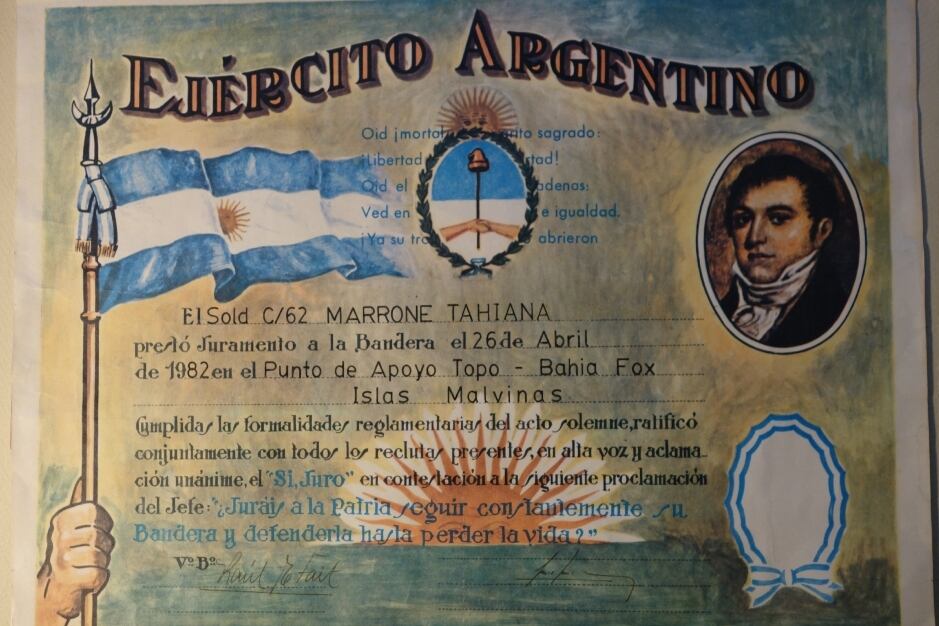 EJÉRCITO ARGENTINO
Oid ¡mortal rito sagrado:
¡Libertad rtad!
Oid el adenas:
Ved en e igualdad.
¡Ya su tro abrieron
El Sold C/62 MARRONE TAHIANA
prestó Juramento a la Bandera el 26 de Abril
de 1982 en el Punto de Apoyo Topo - Bahia Fox
Islas Malvinas
Cumplidas las formalidades reglamentarias del acto solemne, ratificó
conjuntamente con todos los reclutas presentes, en alta voz y aclama-
ción unánime, el "Si, Juro" en contestación a la siguiente proclamación
del Jefe: "¿Juráis a la Patria seguir constantemente su
Bandera y defenderla hasta perder la vida?"
Vº Bº